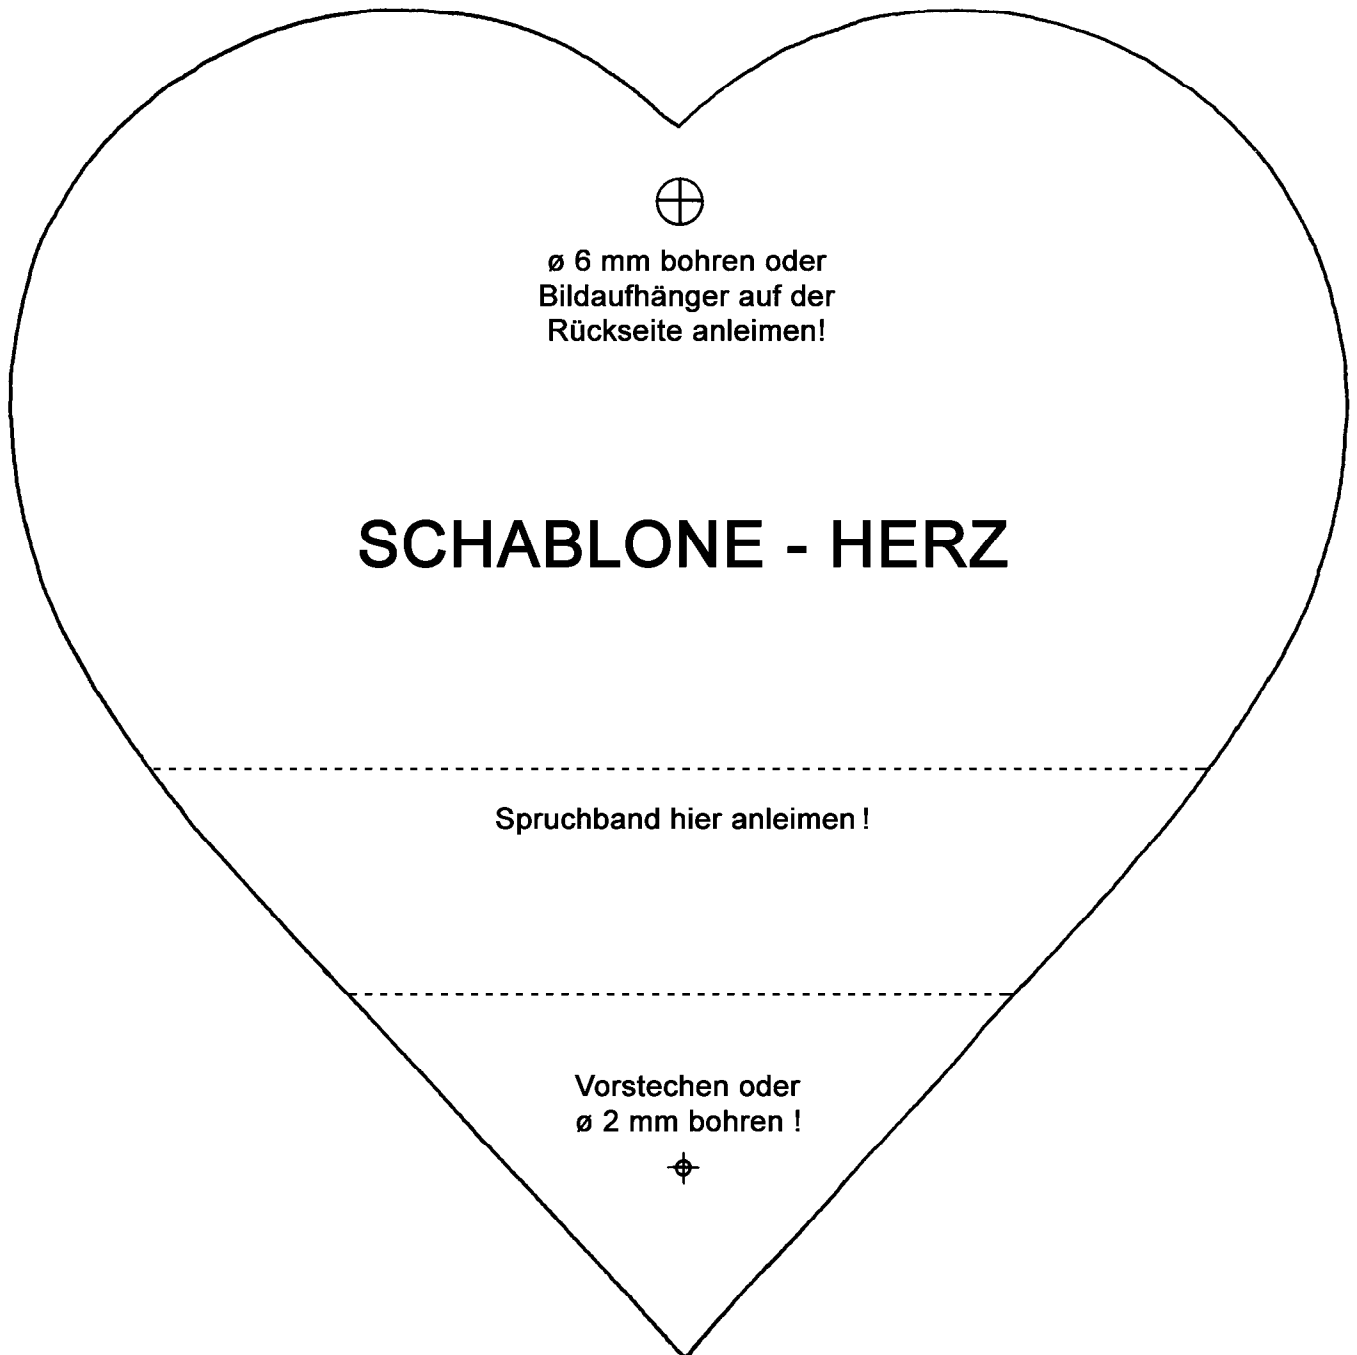 ø 6 mm bohren oder
Bildaufhänger auf der
Rückseite anleimen!
SCHABLONE - HERZ
Spruchband hier anleimen !
Vorstechen oder
ø 2 mm bohren !